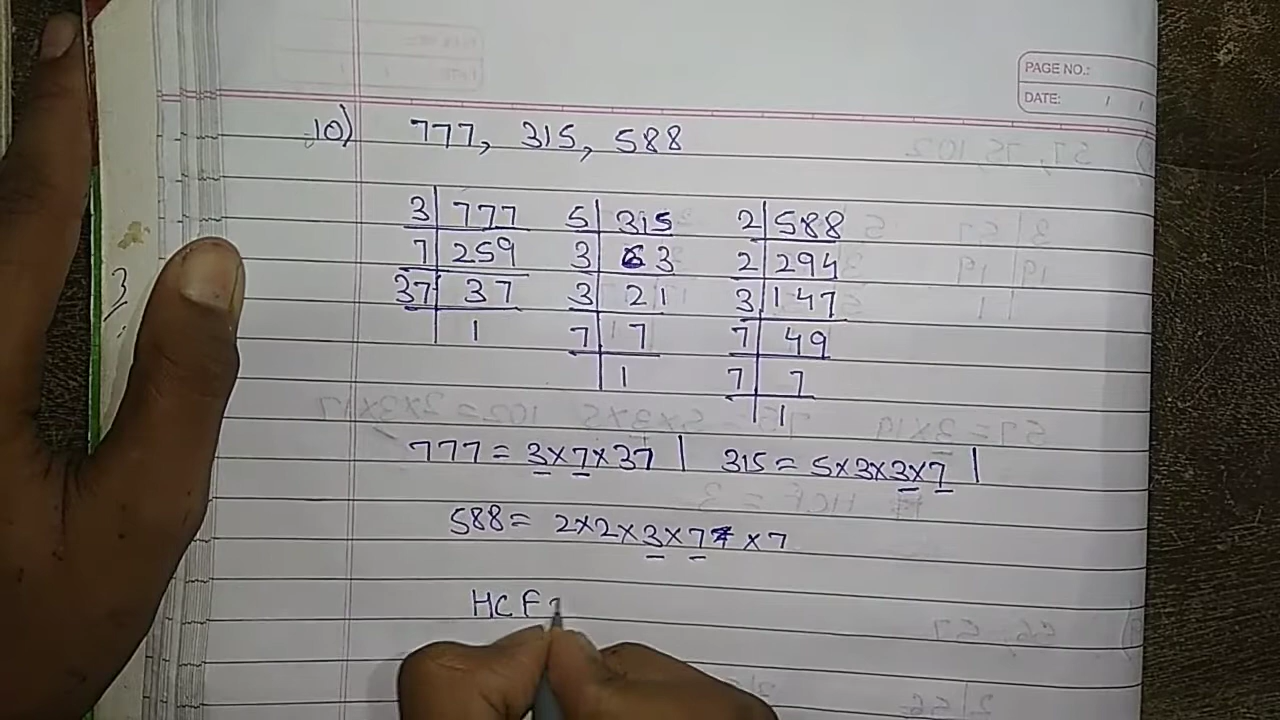 PAGE NO.:
DATE: / /
10) 777, 315, 588
3 | 777 5 | 315 2 | 588
7 | 259 3 | 63 2 | 294
37 | 37 3 | 21 3 | 147
| 1 7 | 7 7 | 49
| 1 7 | 7
| 1
777 = 3×7×37 | 315 = 5×3×3×7 |
588 = 2×2×3×7 ×7
HCF
3